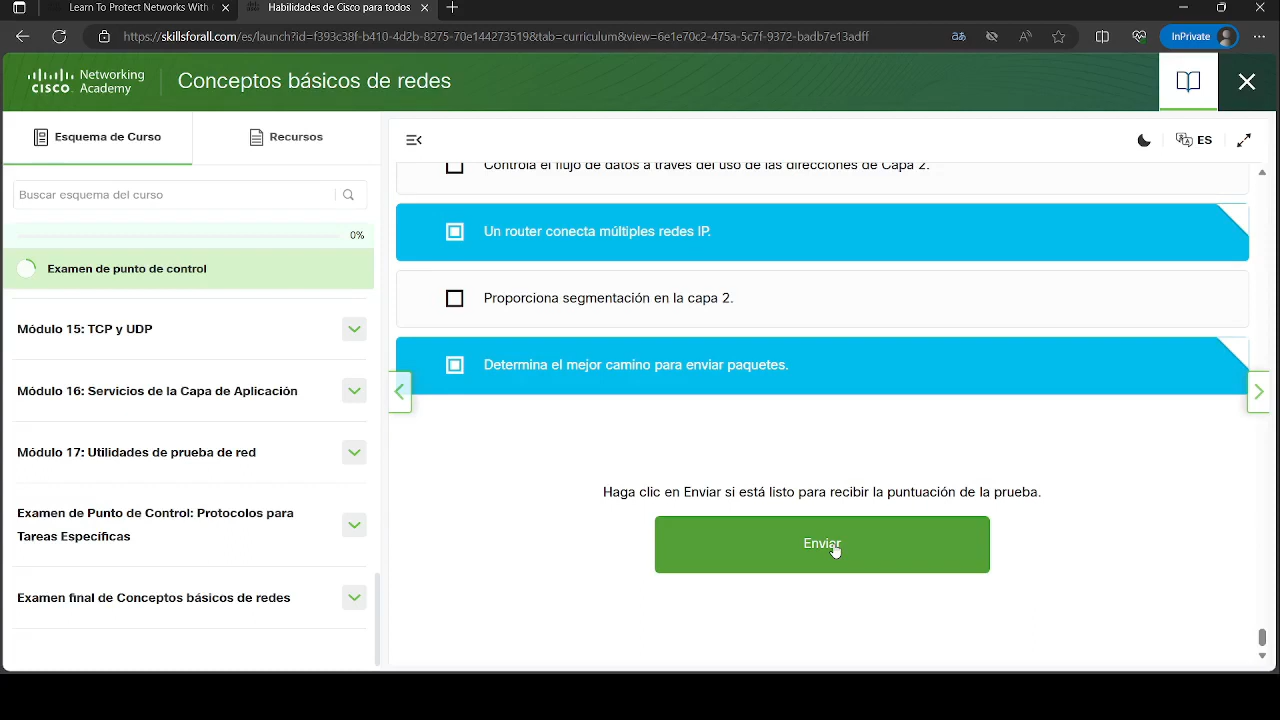 Learn To Protect Networks With
Habilidades de Cisco para todos
https://skillsforall.com/es/launch?id=f393c38f-b410-4d2b-8275-70e144273519&tab=curriculum&view=6e1e70c2-475a-5c7f-9372-badb7e13adff
InPrivate
Networking
CISCO Academy
Conceptos básicos de redes
Esquema de Curso
Recursos
ES
Buscar esquema del curso
0%
Examen de punto de control
Módulo 15: TCP y UDP
Módulo 16: Servicios de la Capa de Aplicación
Módulo 17: Utilidades de prueba de red
Examen de Punto de Control: Protocolos para
Tareas Específicas
Examen final de Conceptos básicos de redes
Controla el flujo de datos a través del uso de las direcciones de Capa 2.
Un router conecta múltiples redes IP.
Proporciona segmentación en la capa 2.
Determina el mejor camino para enviar paquetes.
Haga clic en Enviar si está listo para recibir la puntuación de la prueba.
Enviar